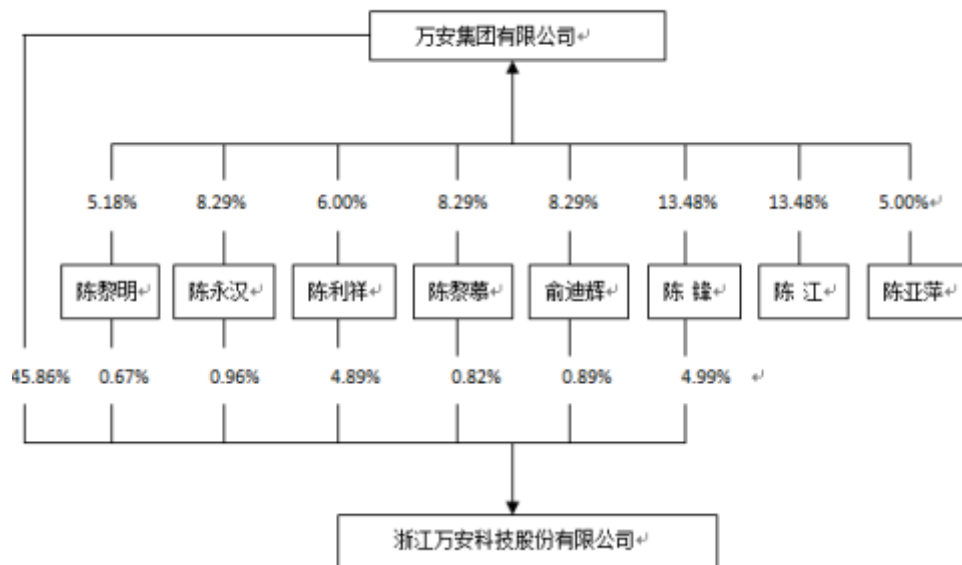 万安集团有限公司
5.18% 8.29% 6.00% 8.29% 8.29% 13.48% 13.48% 5.00%
陈黎明 陈永汉 陈利祥 陈黎慕 俞迪辉 陈 锋 陈 江 陈亚萍
45.86% 0.67% 0.96% 4.89% 0.82% 0.89% 4.99%
浙江万安科技股份有限公司